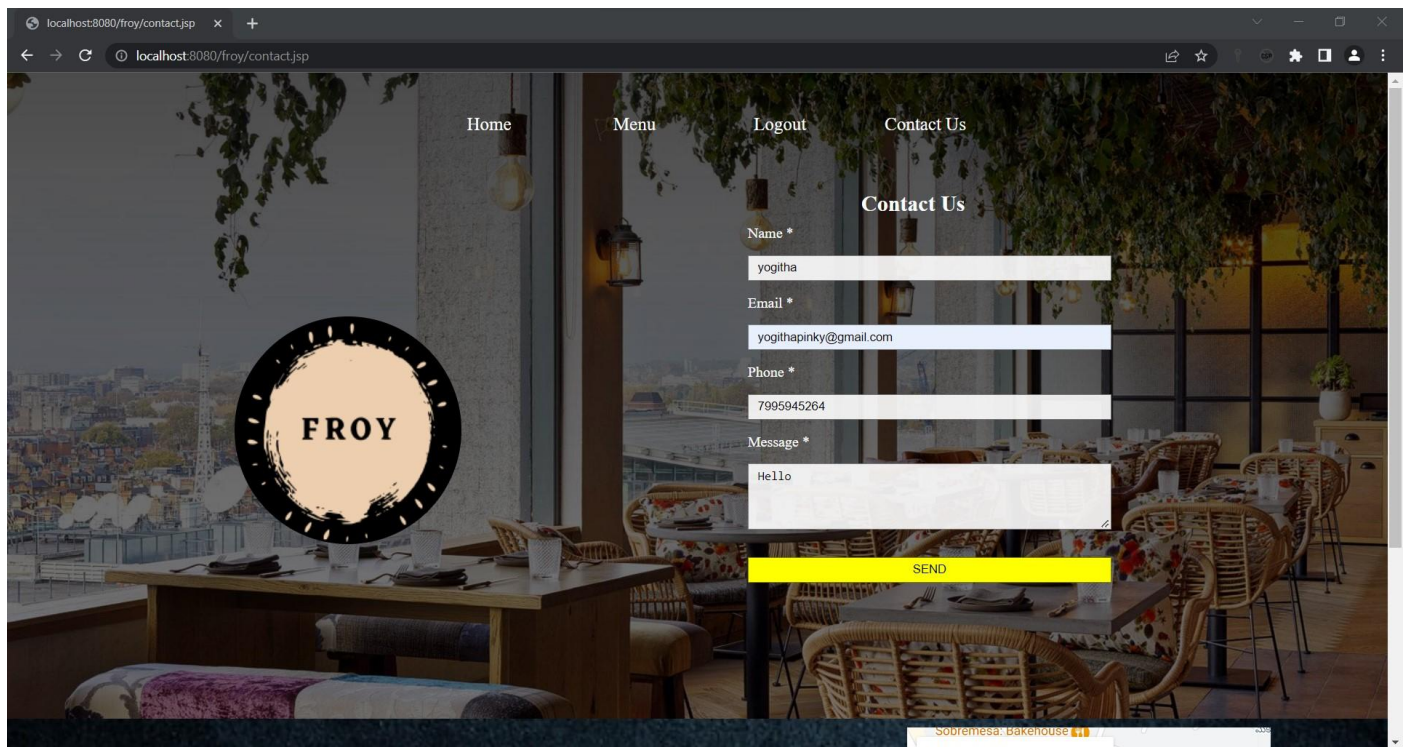 localhost:8080/froy/contact.jsp
localhost:8080/froy/contact.jsp
Home Menu Logout Contact Us
Contact Us
Name *
yogitha
Email *
yogithapinky@gmail.com
Phone *
7995945264
Message *
Hello
FROY
SEND
Sobremesa: Bakehouse